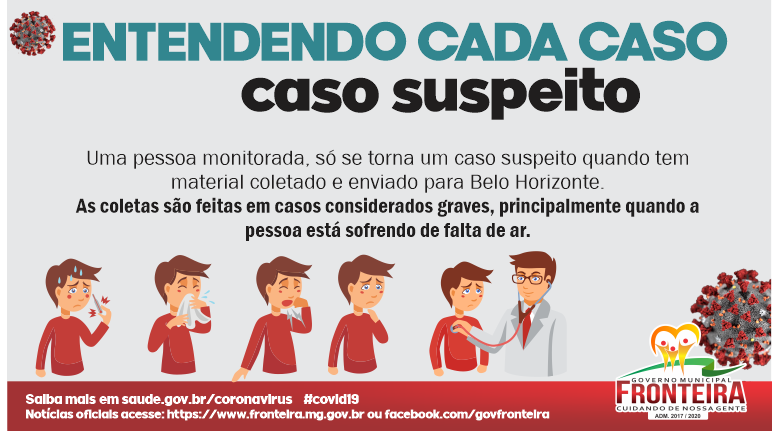 ENTENDENDO CADA CASO
caso suspeito
Uma pessoa monitorada, só se torna um caso suspeito quando tem
material coletado e enviado para Belo Horizonte.
As coletas são feitas em casos considerados graves, principalmente quando a
pessoa está sofrendo de falta de ar.
GOVERNO MUNICIPAL
FRONTEIRA
CUIDANDO DE NOSSA GENTE
ADM. 2017 / 2020
Saiba mais em saude.gov.br/coronavirus #covid19
Notícias oficiais acesse: https://www.fronteira.mg.gov.br ou facebook.com/govfronteira